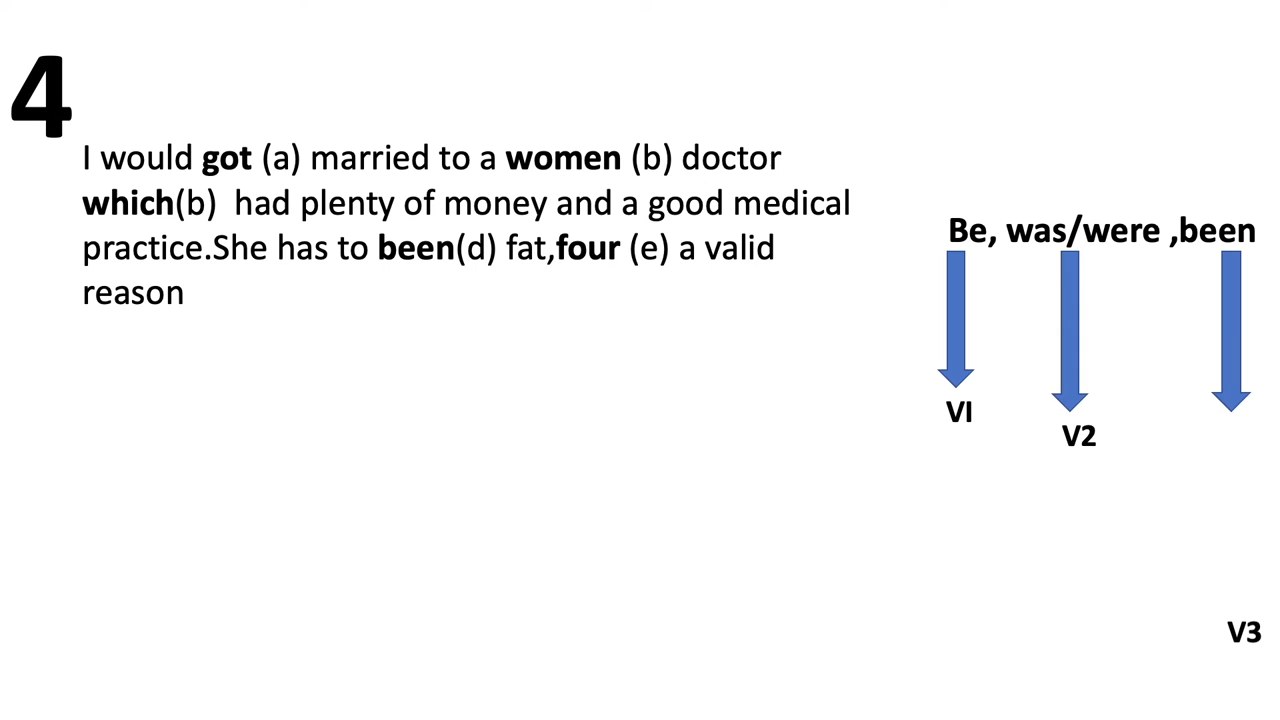 4
I would got (a) married to a women (b) doctor
which(b)  had plenty of money and a good medical
practice.She has to been(d) fat,four (e) a valid
reason
Be, was/were ,been
VI
V2
V3